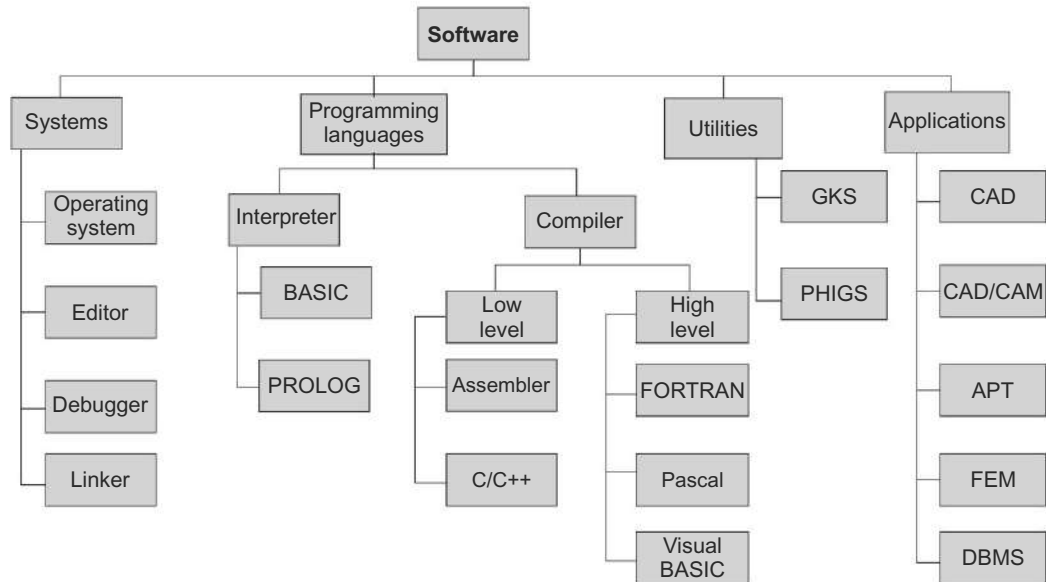 Software
Systems
Programming
languages
Utilities
Applications
Operating
system
Editor
Debugger
Linker
Interpreter
BASIC
PROLOG
Compiler
Low
level
Assembler
C/C++
High
level
FORTRAN
Pascal
Visual
BASIC
GKS
PHIGS
CAD
CAD/CAM
APT
FEM
DBMS